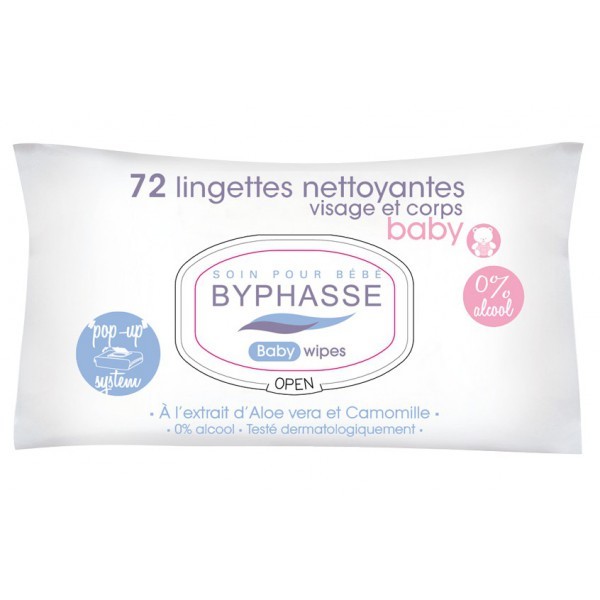 72 lingettes nettoyantes
visage et corps
baby
SOIN POUR BÉBÉ
BYPHASSE
Baby wipes
OPEN
0%
alcool
"pop-up"
system
• À l'extrait d'Aloe vera et Camomille •
• 0% alcool • Testé dermatologiquement •